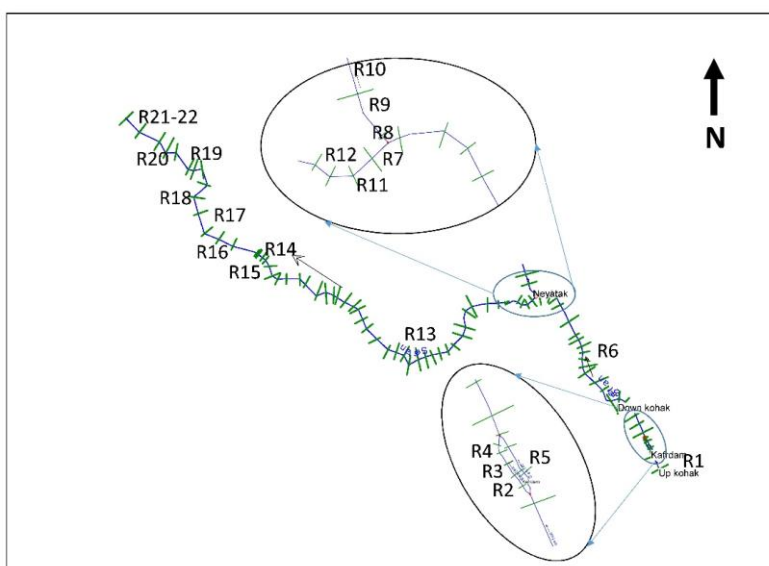 R10
R9
R8
R12
R7
R11
N
R21-22
R20
R19
R18
R17
R16
R14
R15
Neyatak
R13
R6
Down kohak
R4
R5
R3
R2
Kafrdam
R1
Up kohak